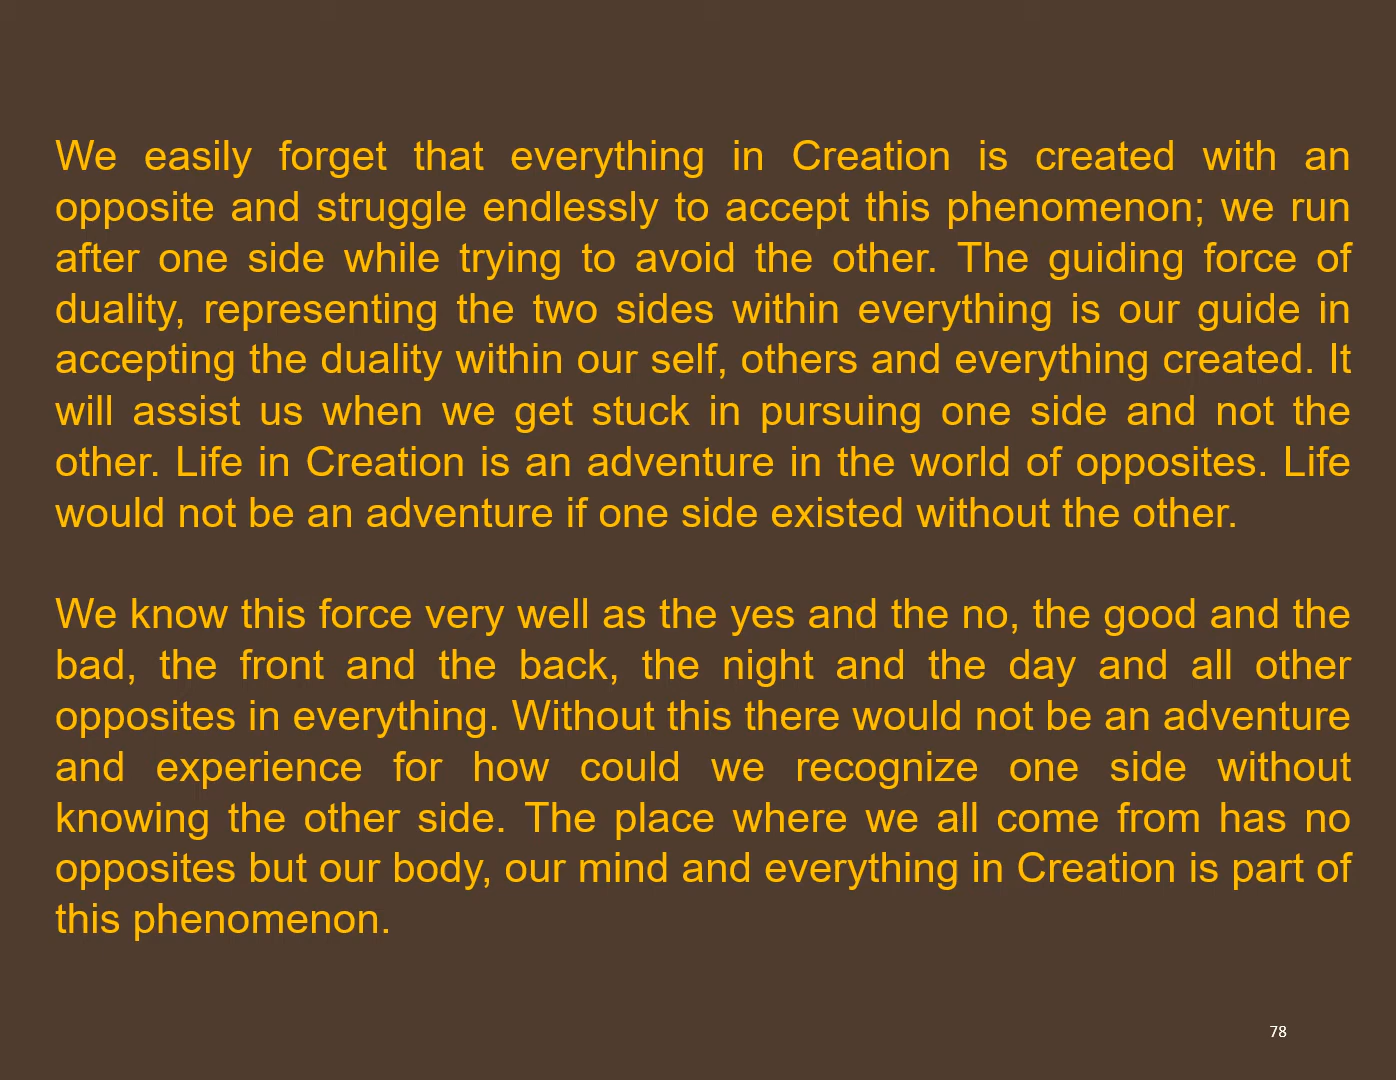 We easily forget that everything in Creation is created with an
opposite and struggle endlessly to accept this phenomenon; we run
after one side while trying to avoid the other. The guiding force of
duality, representing the two sides within everything is our guide in
accepting the duality within our self, others and everything created. It
will assist us when we get stuck in pursuing one side and not the
other. Life in Creation is an adventure in the world of opposites. Life
would not be an adventure if one side existed without the other.
We know this force very well as the yes and the no, the good and the
bad, the front and the back, the night and the day and all other
opposites in everything. Without this there would not be an adventure
and experience for how could we recognize one side without
knowing the other side. The place where we all come from has no
opposites but our body, our mind and everything in Creation is part of
this phenomenon.
78